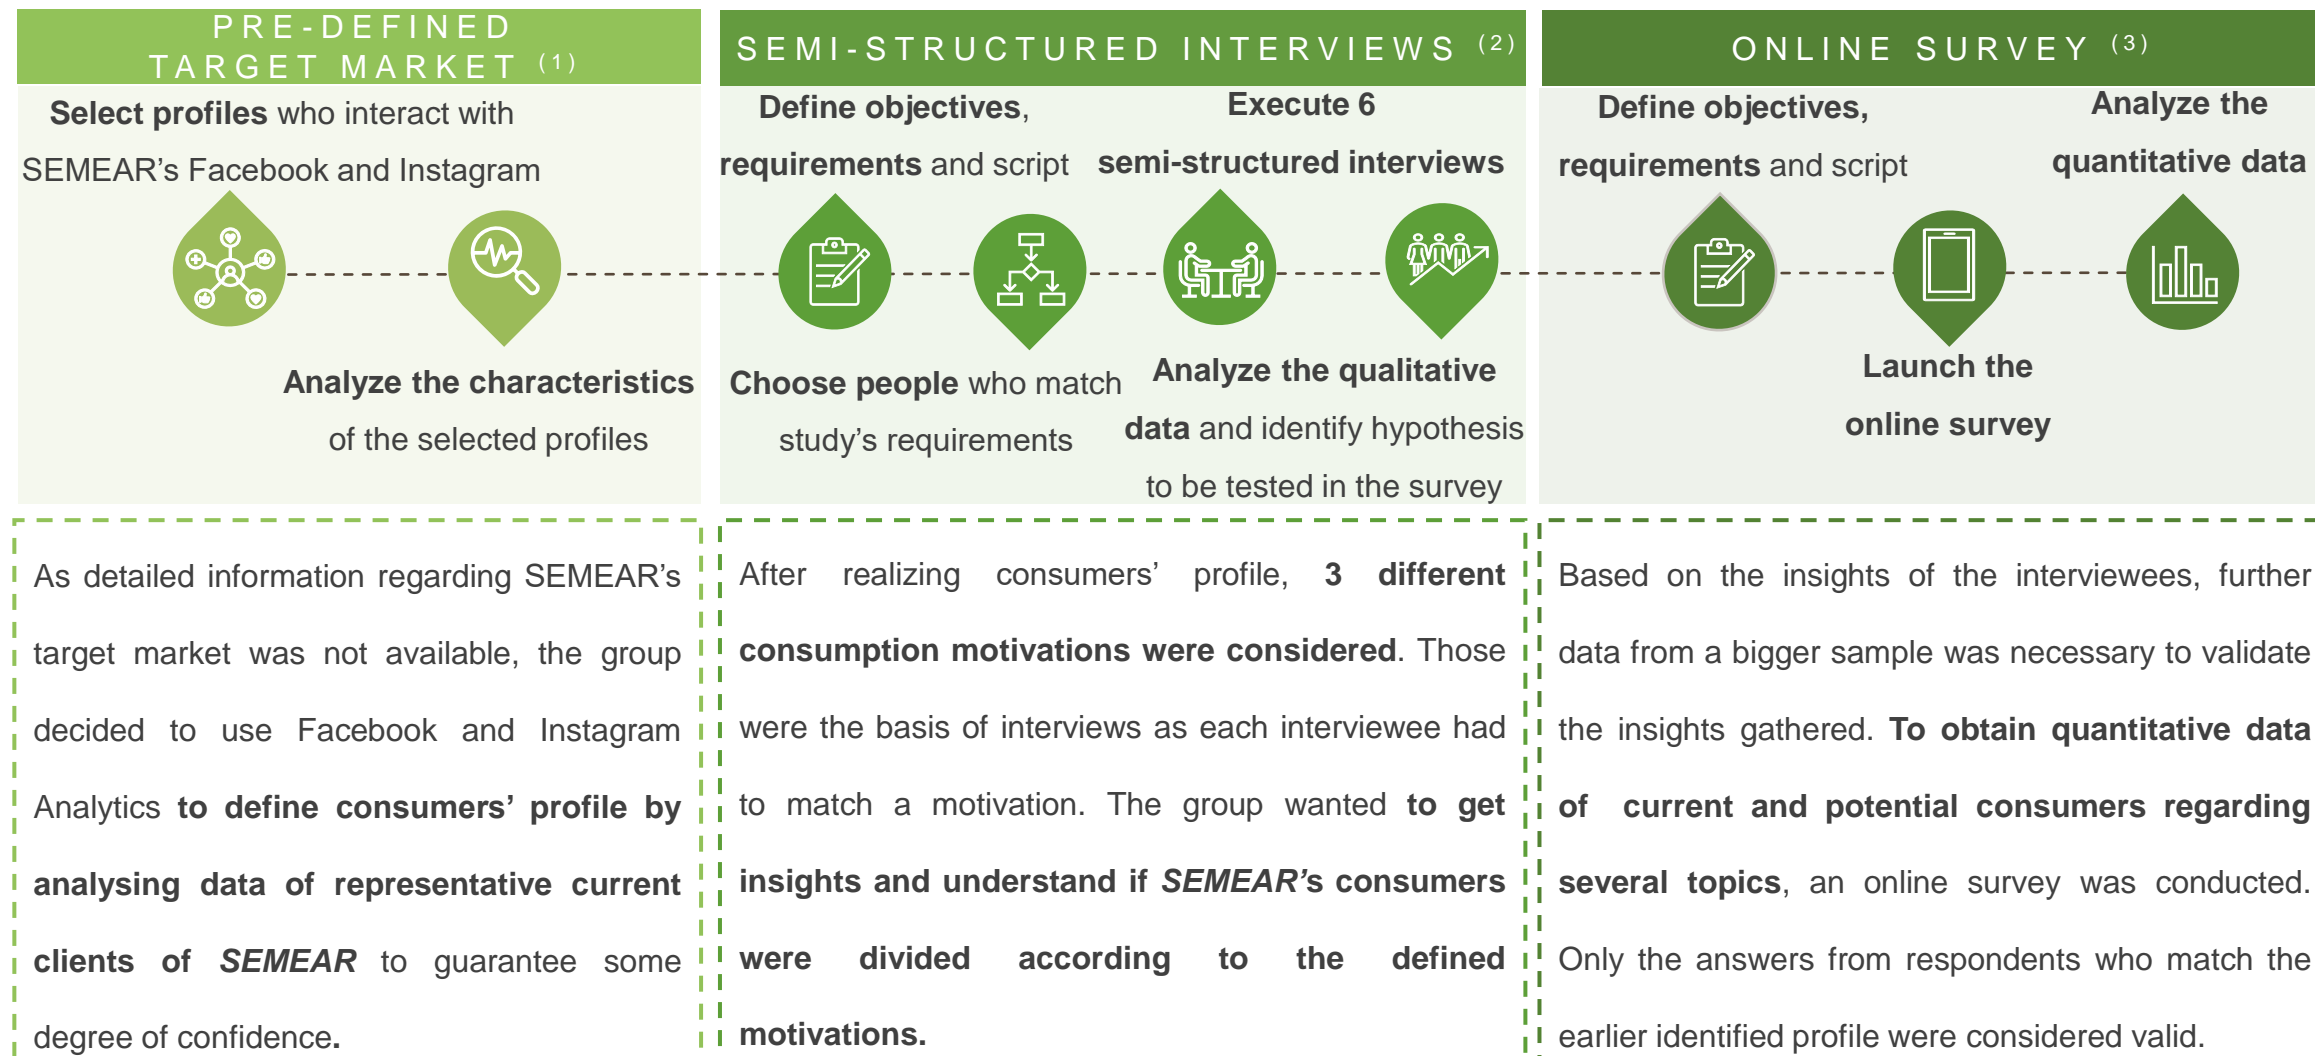 PRE-DEFINED
TARGET MARKET (1)
Select profiles who interact with
SEMEAR’s Facebook and Instagram
Analyze the characteristics
of the selected profiles
As detailed information regarding SEMEAR’s
target market was not available, the group
decided to use Facebook and Instagram
Analytics to define consumers’ profile by
analysing data of representative current
clients of SEMEAR to guarantee some
degree of confidence.
SEMI-STRUCTURED INTERVIEWS (2)
Define objectives,
requirements and script
Execute 6
semi-structured interviews
Choose people who match
study’s requirements
Analyze the qualitative
data and identify hypothesis
to be tested in the survey
After realizing consumers’ profile, 3 different
consumption motivations were considered. Those
were the basis of interviews as each interviewee had
to match a motivation. The group wanted to get
insights and understand if SEMEAR’s consumers
were divided according to the defined
motivations.
ONLINE SURVEY (3)
Define objectives,
requirements and script
Analyze the
quantitative data
Launch the
online survey
Based on the insights of the interviewees, further
data from a bigger sample was necessary to validate
the insights gathered. To obtain quantitative data
of current and potential consumers regarding
several topics, an online survey was conducted.
Only the answers from respondents who match the
earlier identified profile were considered valid.